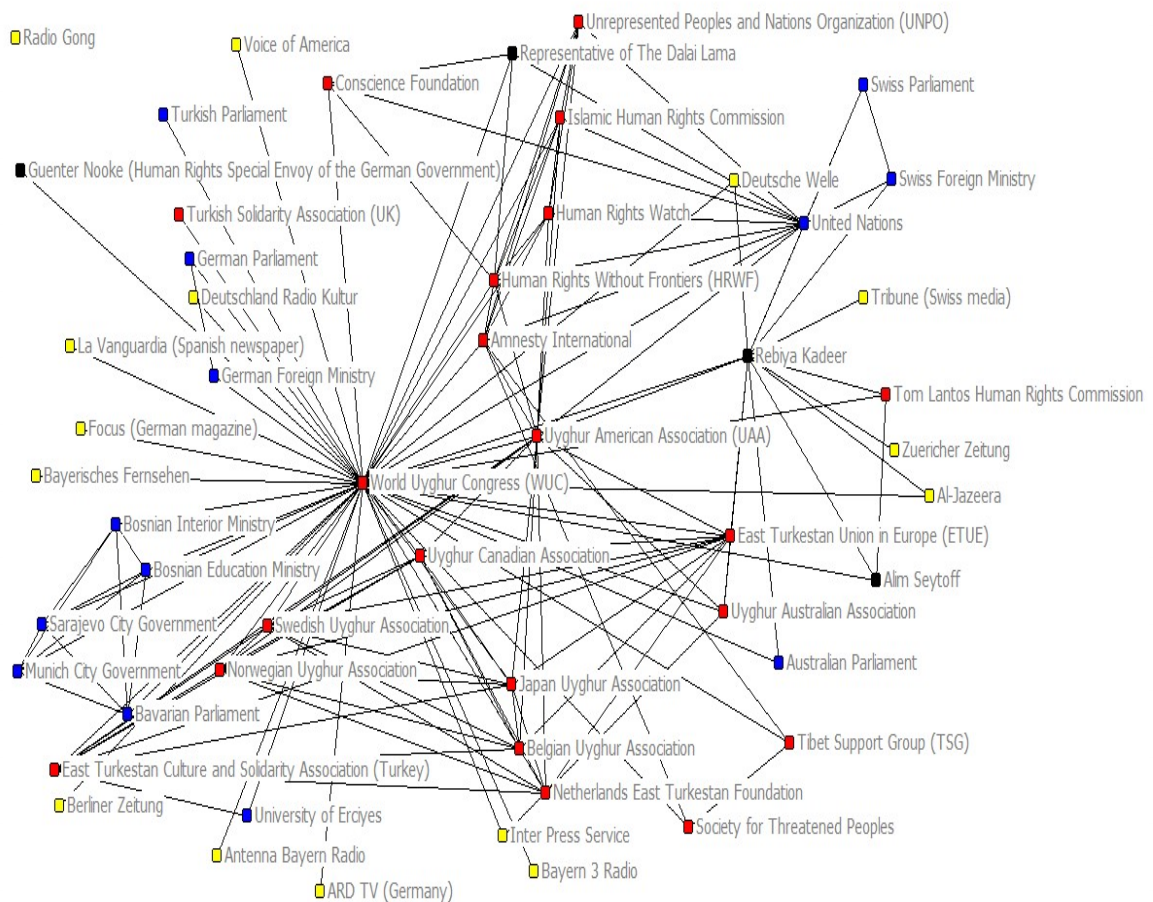 Unrepresented Peoples and Nations Organization (UNPO)
Radio Gong
Voice of America
Representative of The Dalai Lama
Conscience Foundation
Swiss Parliament
Turkish Parliament
Islamic Human Rights Commission
Guenter Nooke (Human Rights Special Envoy of the German Government)
Deutsche Welle
Swiss Foreign Ministry
Turkish Solidarity Association (UK)
Human Rights Watch
United Nations
German Parliament
Human Rights Without Frontiers (HRWF)
Deutschland Radio Kultur
Tribune (Swiss media)
Amnesty International
La Vanguardia (Spanish newspaper)
Rebiya Kadeer
German Foreign Ministry
Tom Lantos Human Rights Commission
Focus (German magazine)
Uyghur American Association (UAA)
Zuericher Zeitung
Bayerisches Fernsehen
World Uyghur Congress (WUC)
Al-Jazeera
Bosnian Interior Ministry
East Turkestan Union in Europe (ETUE)
Uyghur Canadian Association
Bosnian Education Ministry
Alim Seytoff
Uyghur Australian Association
Sarajevo City Government
Swedish Uyghur Association
Australian Parliament
Munich City Government
Norwegian Uyghur Association
Japan Uyghur Association
Bavarian Parliament
Tibet Support Group (TSG)
Belgian Uyghur Association
East Turkestan Culture and Solidarity Association (Turkey)
Netherlands East Turkestan Foundation
Berliner Zeitung
University of Erciyes
Society for Threatened Peoples
Inter Press Service
Antenna Bayern Radio
Bayern 3 Radio
ARD TV (Germany)